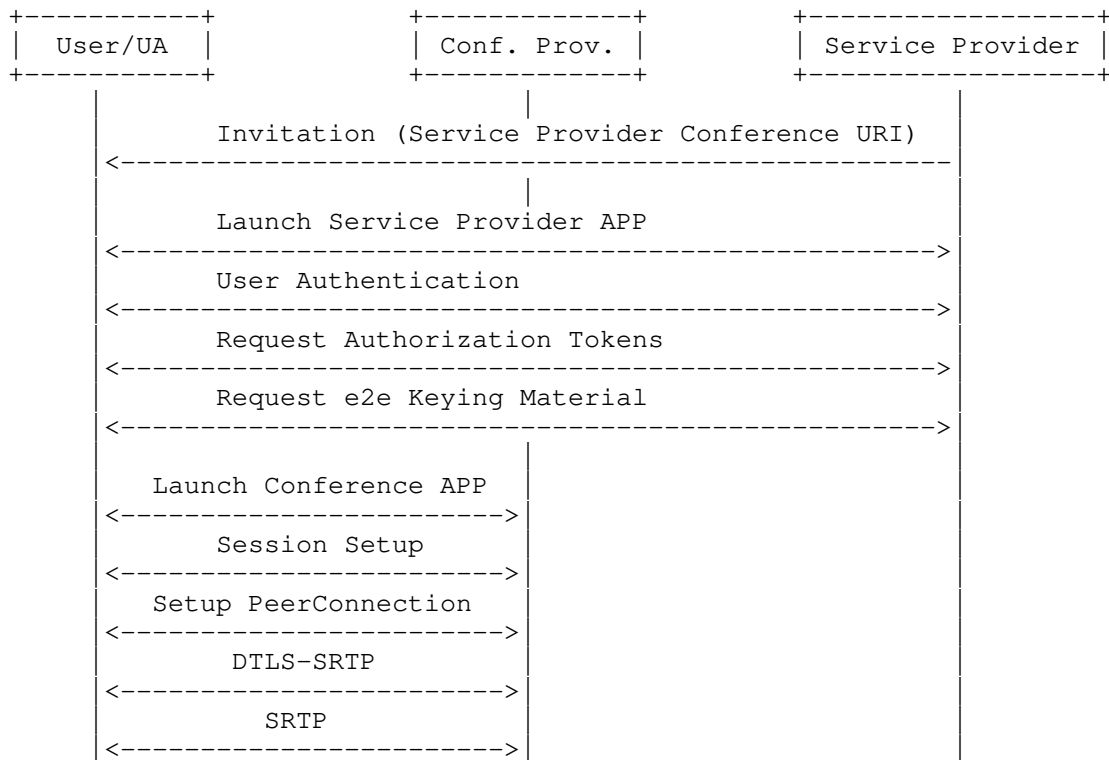 User/UA Conf. Prov. Service Provider
Invitation (Service Provider Conference URI)
Launch Service Provider APP
User Authentication
Request Authorization Tokens
Request e2e Keying Material
Launch Conference APP
Session Setup
Setup PeerConnection
DTLS-SRTP
SRTP